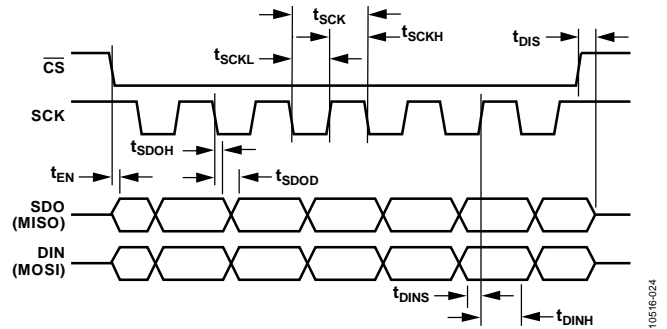 tSCK
tSCKH
tSCKL
tDIS
CS
SCK
tSDOH
tEN
tSDOD
SDO
(MISO)
DIN
(MOSI)
tDINS
tDINH
10516-024